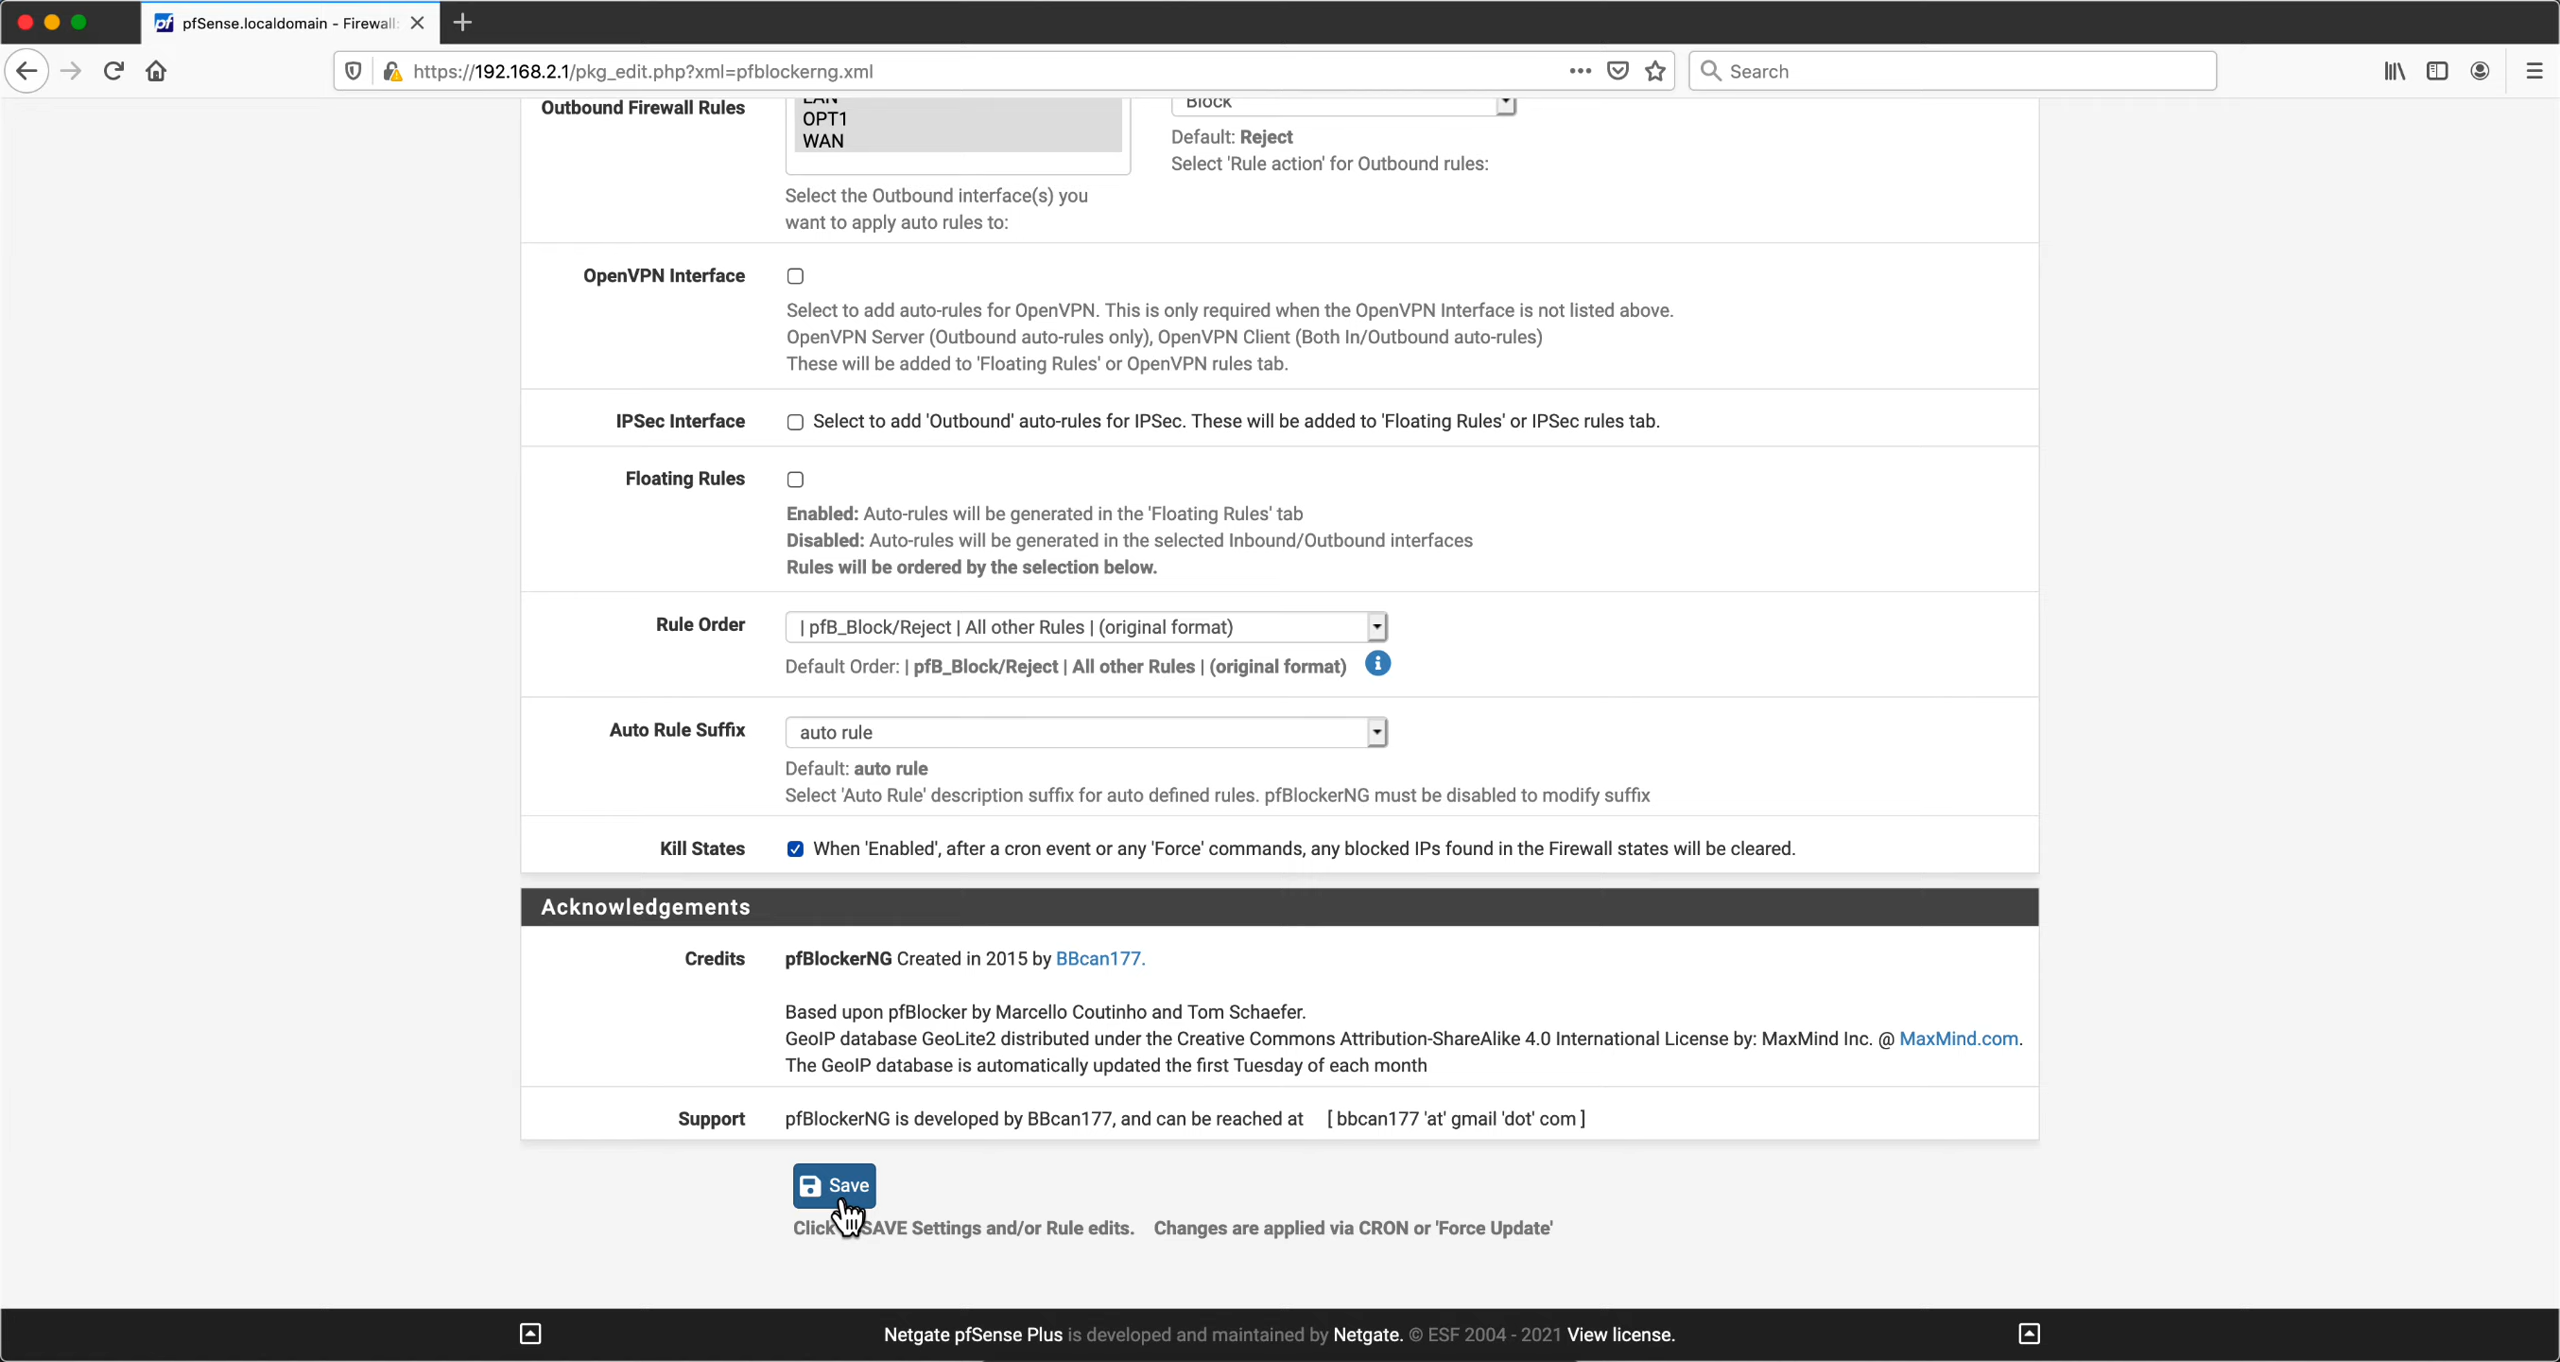 pfSense.localdomain - Firewall:
https://192.168.2.1/pkg_edit.php?xml=pfblockerng.xml
Search
Outbound Firewall Rules
LAN
OPT1
WAN
Select the Outbound interface(s) you
want to apply auto rules to:
Block
Default: Reject
Select 'Rule action' for Outbound rules:
OpenVPN Interface
Select to add auto-rules for OpenVPN. This is only required when the OpenVPN Interface is not listed above.
OpenVPN Server (Outbound auto-rules only), OpenVPN Client (Both In/Outbound auto-rules)
These will be added to 'Floating Rules' or OpenVPN rules tab.
IPSec Interface
Select to add 'Outbound' auto-rules for IPSec. These will be added to 'Floating Rules' or IPSec rules tab.
Floating Rules
Enabled: Auto-rules will be generated in the 'Floating Rules' tab
Disabled: Auto-rules will be generated in the selected Inbound/Outbound interfaces
Rules will be ordered by the selection below.
Rule Order
| pfB_Block/Reject | All other Rules | (original format)
Default Order: | pfB_Block/Reject | All other Rules | (original format)
Auto Rule Suffix
auto rule
Default: auto rule
Select 'Auto Rule' description suffix for auto defined rules. pfBlockerNG must be disabled to modify suffix
Kill States
When 'Enabled', after a cron event or any 'Force' commands, any blocked IPs found in the Firewall states will be cleared.
Acknowledgements
Credits
pfBlockerNG Created in 2015 by BBcan177.
Based upon pfBlocker by Marcello Coutinho and Tom Schaefer.
GeoIP database GeoLite2 distributed under the Creative Commons Attribution-ShareAlike 4.0 International License by: MaxMind Inc. @ MaxMind.com.
The GeoIP database is automatically updated the first Tuesday of each month
Support
pfBlockerNG is developed by BBcan177, and can be reached at [ bbcan177 'at' gmail 'dot' com ]
Save
Click SAVE Settings and/or Rule edits. Changes are applied via CRON or 'Force Update'
Netgate pfSense Plus is developed and maintained by Netgate. © ESF 2004 - 2021 View license.